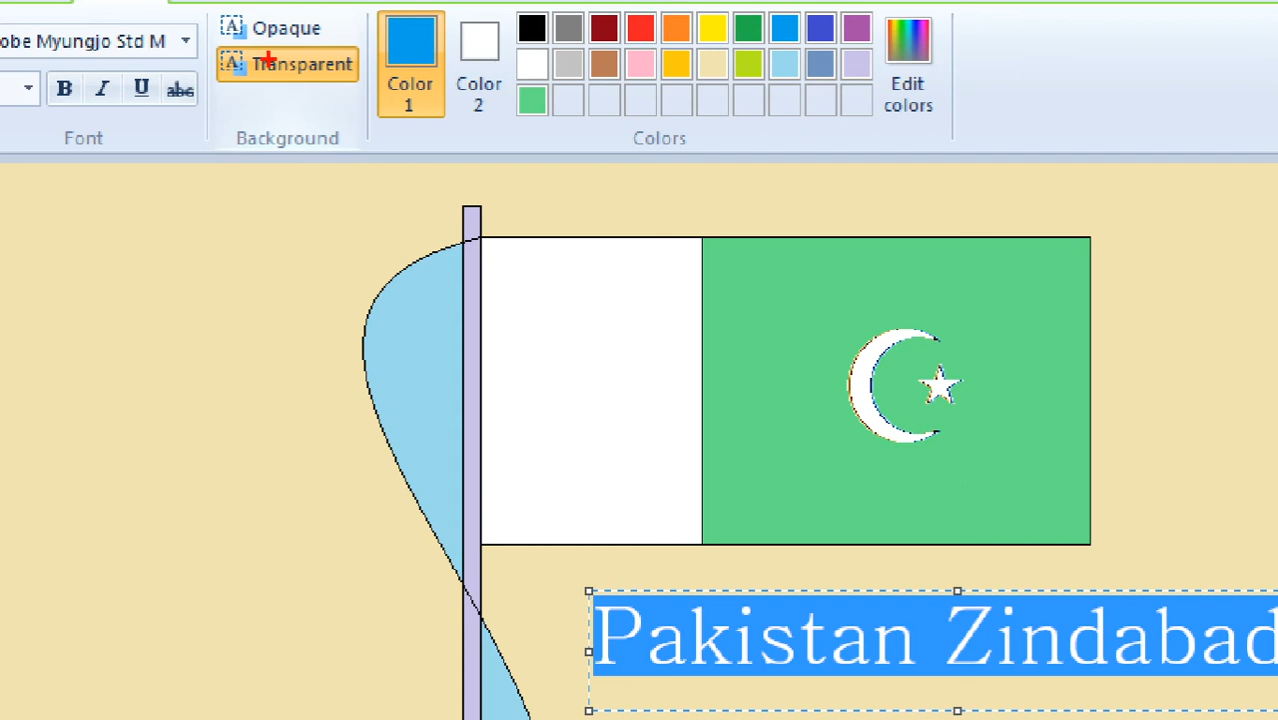 Opaque
obe Myungjo Std M
Transparent
B I U abc
Color 1
Color 2
Edit colors
Font
Background
Colors
Pakistan Zindabad